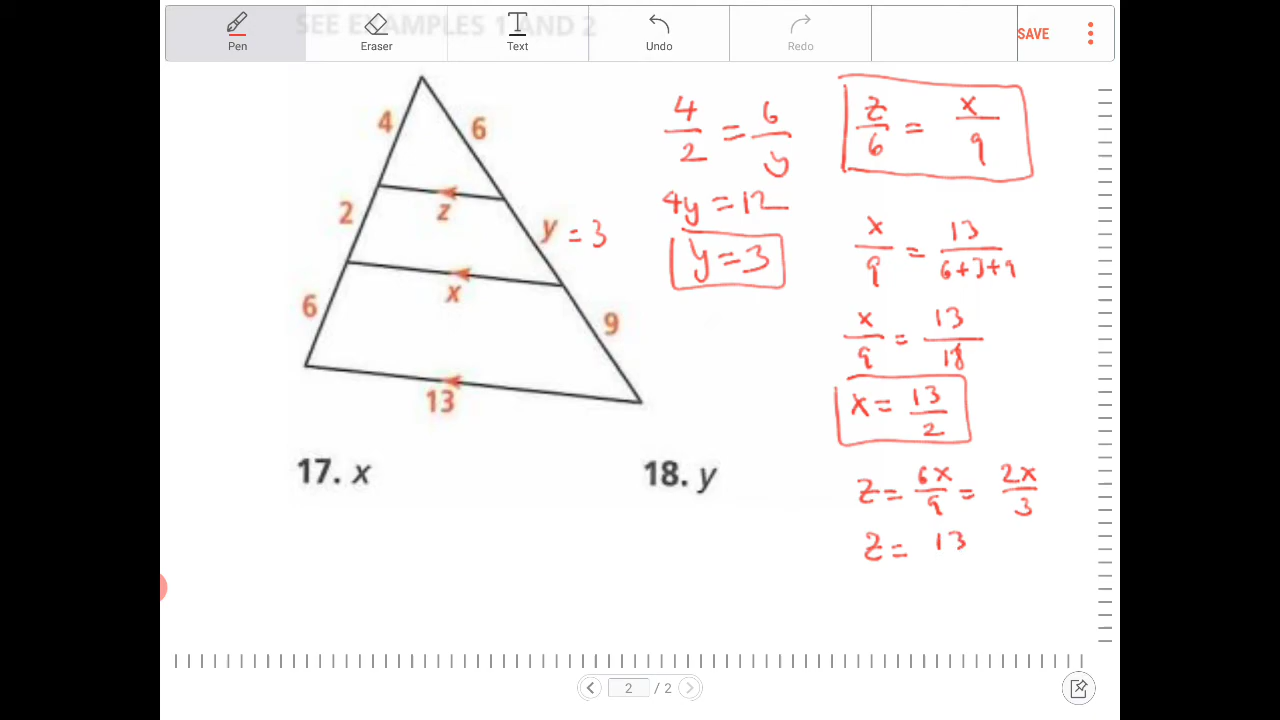 SEE EXAMPLES 1 AND 2
Pen
Eraser
Text
Undo
Redo
SAVE
4
6
2
z
y = 3
6
x
9
13
17. x
18. y
4/2 = 6/y
4y = 12
y = 3
z/6 = x/9
x/9 = 13/6+3+9
x/9 = 13/18
x = 13/2
z = 6x/9 = 2x/3
z = 13
2 / 2